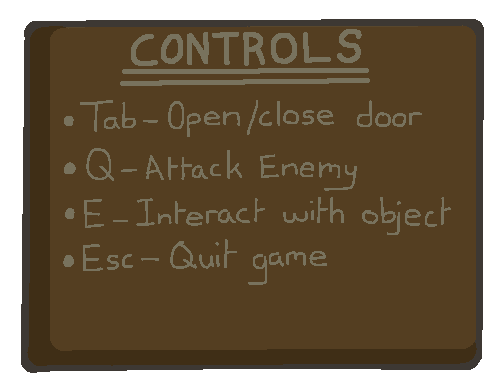 CONTROLS
• Tab – Open/close door
• Q – Attack Enemy
• E – Interact with object
• Esc – Quit game